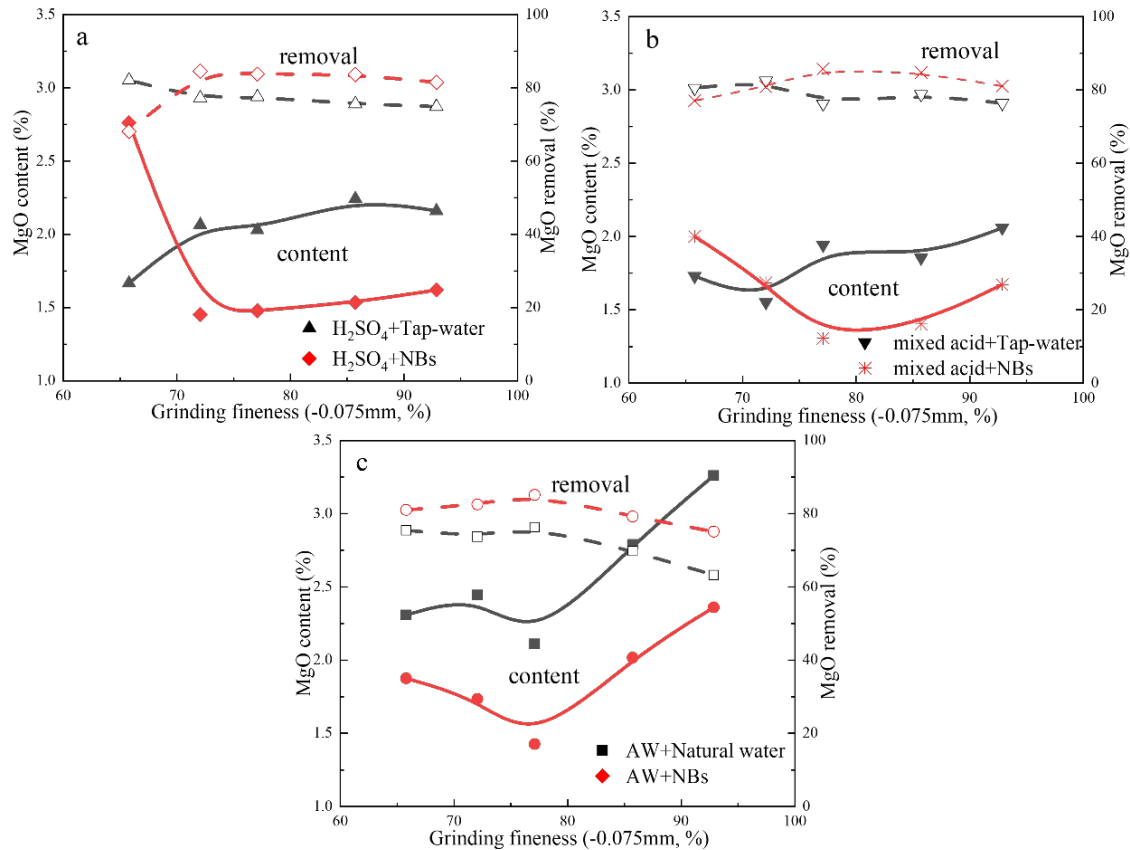 a
removal
content
H₂SO₄+Tap-water
H₂SO₄+NBs
3.5
3.0
2.5
2.0
1.5
1.0
100
80
60
40
20
0
60
70
80
90
100
MgO content (%)
MgO removal (%)
Grinding fineness (-0.075mm, %)
b
removal
content
mixed acid+Tap-water
mixed acid+NBs
3.5
3.0
2.5
2.0
1.5
1.0
100
80
60
40
20
0
60
70
80
90
100
MgO content (%)
MgO removal (%)
Grinding fineness (-0.075mm, %)
c
removal
content
AW+Natural water
AW+NBs
3.5
3.0
2.5
2.0
1.5
1.0
100
80
60
40
20
0
60
70
80
90
100
MgO content (%)
MgO removal (%)
Grinding fineness (-0.075mm, %)